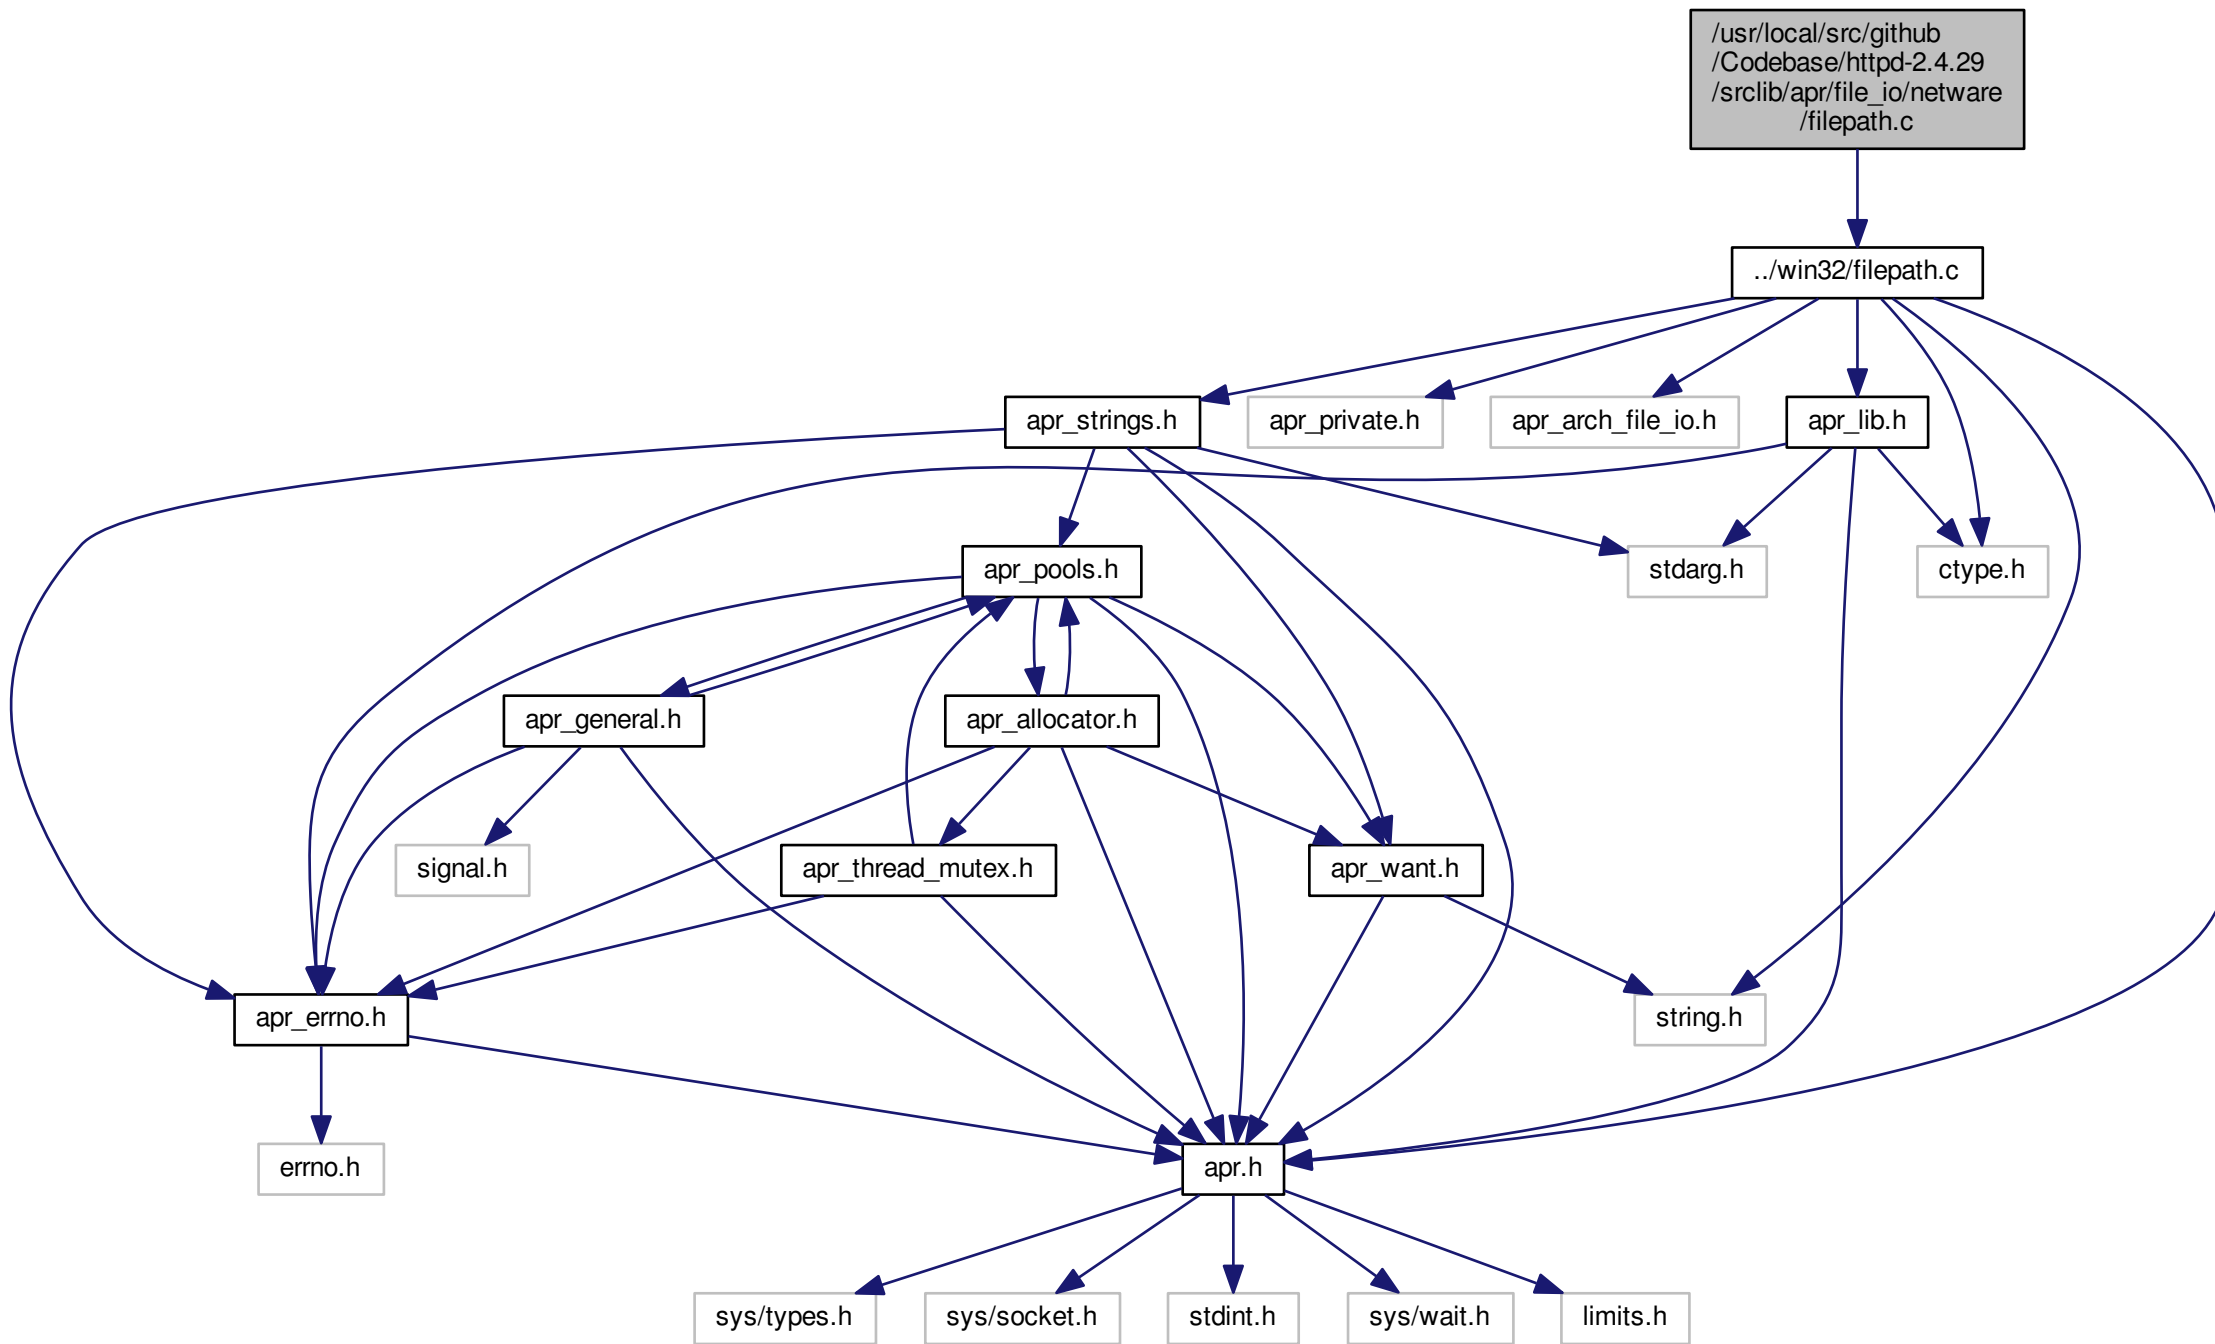 /usr/local/src/github
/Codebase/httpd-2.4.29
/srclib/apr/file_io/netware
/filepath.c
../win32/filepath.c
apr_strings.h
apr_private.h
apr_arch_file_io.h
apr_lib.h
apr_pools.h
stdarg.h
ctype.h
apr_general.h
apr_allocator.h
signal.h
apr_thread_mutex.h
apr_want.h
apr_errno.h
string.h
errno.h
apr.h
sys/types.h
sys/socket.h
stdint.h
sys/wait.h
limits.h